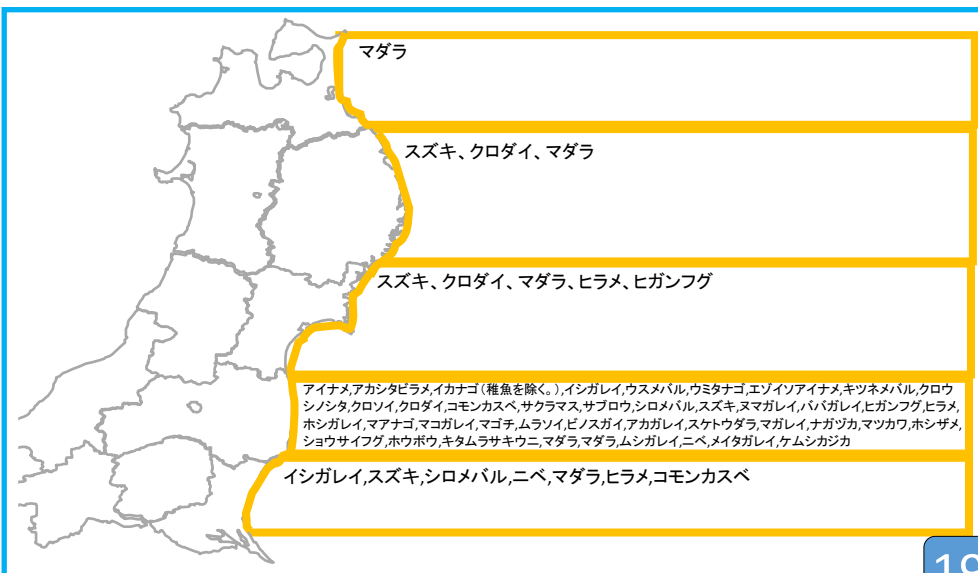 マダラ
スズキ、クロダイ、マダラ
スズキ、クロダイ、マダラ、ヒラメ、ヒガンフグ
アイナメ,アカシタビラメ,イカナゴ(稚魚を除く。),イシガレイ,ウスメバル,ウミタナゴ,エゾイソアイナメ,キツネメバル,クロウ
シノシタ,クロソイ,クロダイ,コモンカスベ,サクラマス,サブロウ,シロメバル,スズキ,ヌマガレイ,ババガレイ,ヒガンフグ,ヒラメ,
ホシガレイ,マアナゴ,マコガレイ,マゴチ,ムラソイ,ビノスガイ,アカガレイ,スケトウダラ,マガレイ,ナガヅカ,マツカワ,ホシザメ,
ショウサイフグ,ホウボウ,キタムラサキウニ,マダラ,マダラ,ムシガレイ,ニベ,メイタガレイ,ケムシカジカ
イシガレイ,スズキ,シロメバル,ニベ,マダラ,ヒラメ,コモンカスベ